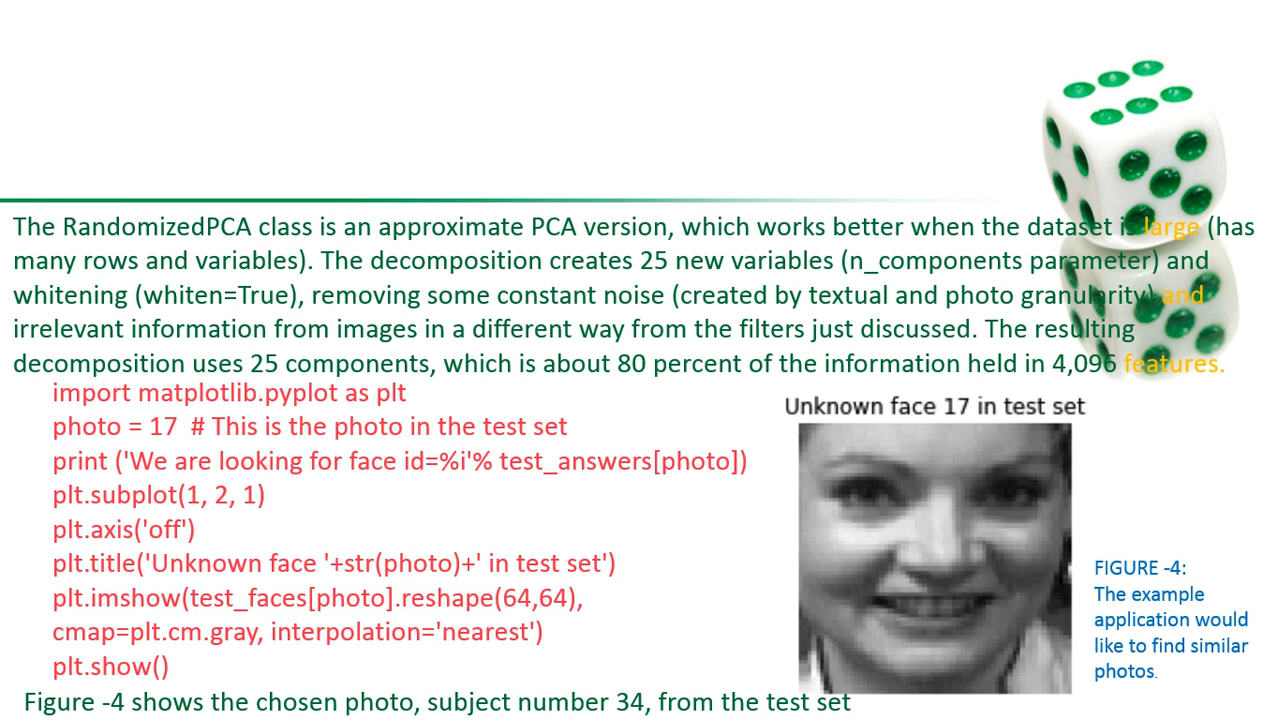 The RandomizedPCA class is an approximate PCA version, which works better when the dataset is large (has
many rows and variables). The decomposition creates 25 new variables (n_components parameter) and
whitening (whiten=True), removing some constant noise (created by textual and photo granularity) and
irrelevant information from images in a different way from the filters just discussed. The resulting
decomposition uses 25 components, which is about 80 percent of the information held in 4,096 features.
import matplotlib.pyplot as plt
photo = 17  # This is the photo in the test set
print ('We are looking for face id=%i'% test_answers[photo])
plt.subplot(1, 2, 1)
plt.axis('off')
plt.title('Unknown face '+str(photo)+' in test set')
plt.imshow(test_faces[photo].reshape(64,64),
cmap=plt.cm.gray, interpolation='nearest')
plt.show()
Unknown face 17 in test set
FIGURE -4:
The example
application would
like to find similar
photos.
Figure -4 shows the chosen photo, subject number 34, from the test set